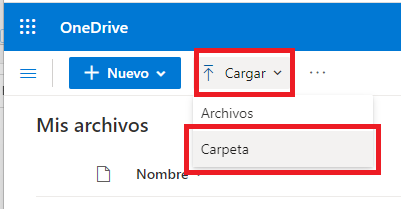 OneDrive
Nuevo
Cargar
Archivos
Mis archivos
Carpeta
Nombre